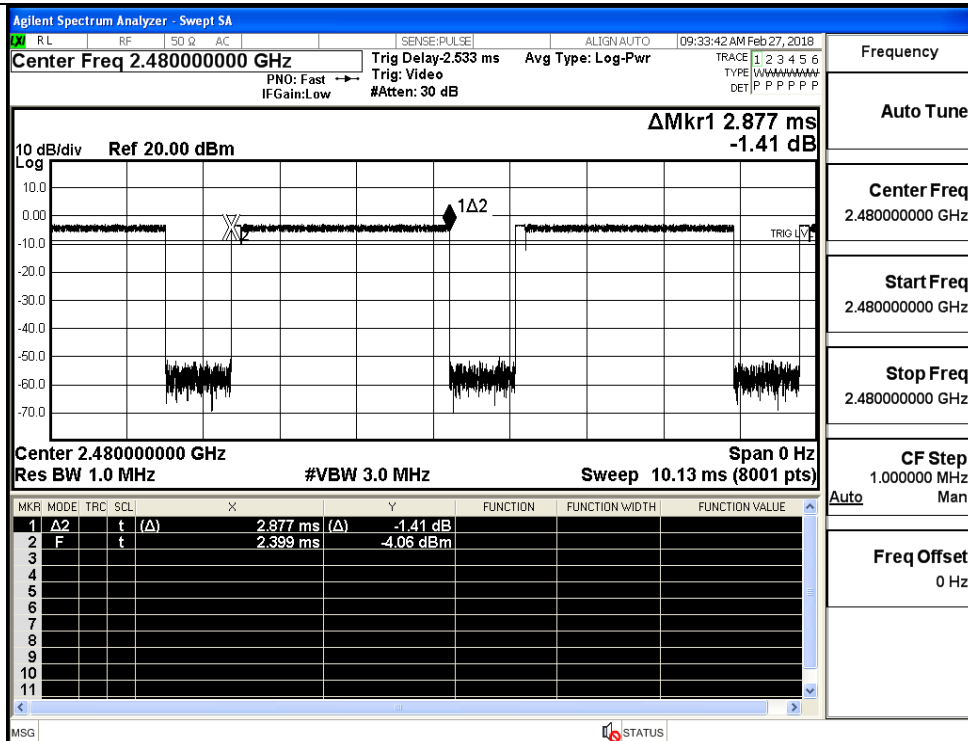 Agilent Spectrum Analyzer - Swept SA
LXI RL RF 50 Ω AC SENSE:PULSE ALIGN AUTO 09:33:42 AM Feb 27, 2018
Center Freq 2.480000000 GHz
PNO: Fast
IFGain:Low
Trig Delay-2.533 ms
Trig: Video
#Atten: 30 dB
Avg Type: Log-Pwr
TRACE 1 2 3 4 5 6
TYPE
DET P P P P P P
ΔMkr1 2.877 ms
-1.41 dB
10 dB/div Ref 20.00 dBm
Log
10.0
0.00
-10.0
-20.0
-30.0
-40.0
-50.0
-60.0
-70.0
1Δ2
2
TRIG LVL
Center 2.480000000 GHz Span 0 Hz
Res BW 1.0 MHz #VBW 3.0 MHz Sweep 10.13 ms (8001 pts)
MKR MODE TRC SCL X Y FUNCTION FUNCTION WIDTH FUNCTION VALUE
1 Δ2 t (Δ) 2.877 ms (Δ) -1.41 dB
2 F t 2.399 ms -4.06 dBm
3
4
5
6
7
8
9
10
11
MSG STATUS
Frequency
Auto Tune
Center Freq
2.480000000 GHz
Start Freq
2.480000000 GHz
Stop Freq
2.480000000 GHz
CF Step
1.000000 MHz
Auto Man
Freq Offset
0 Hz